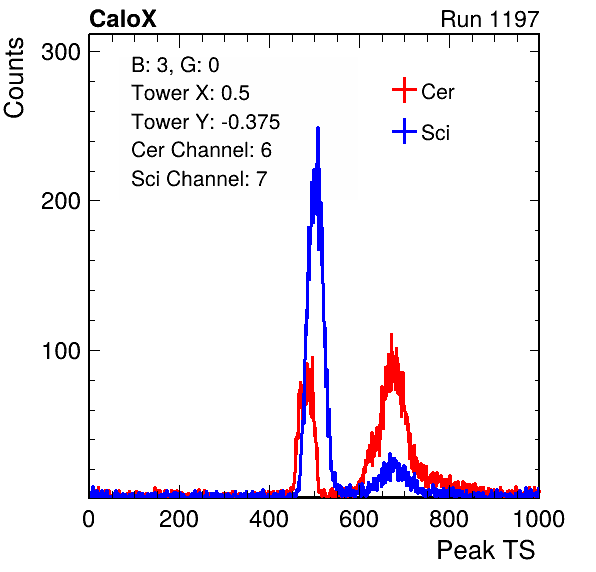 CaloX Run 1197
Counts
300
200
100
B: 3, G: 0
Tower X: 0.5
Tower Y: -0.375
Cer Channel: 6
Sci Channel: 7
Cer
Sci
0 200 400 600 800 1000
Peak TS